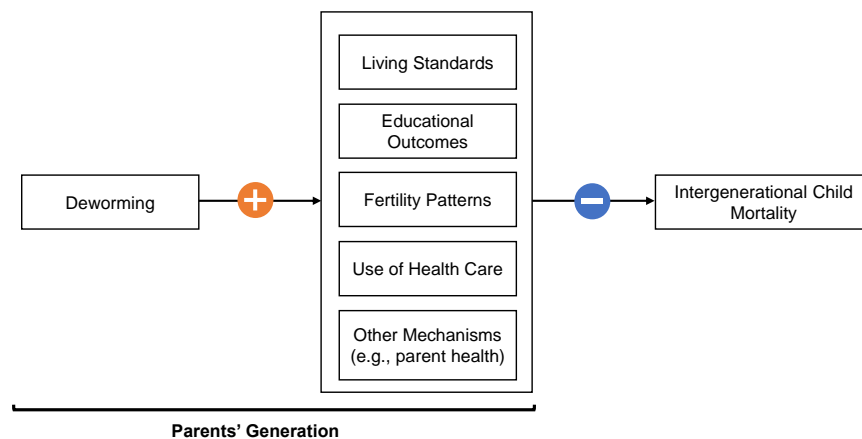 Living Standards
Educational
Outcomes
Deworming
Fertility Patterns
Intergenerational Child
Mortality
Use of Health Care
Other Mechanisms
(e.g., parent health)
Parents’ Generation